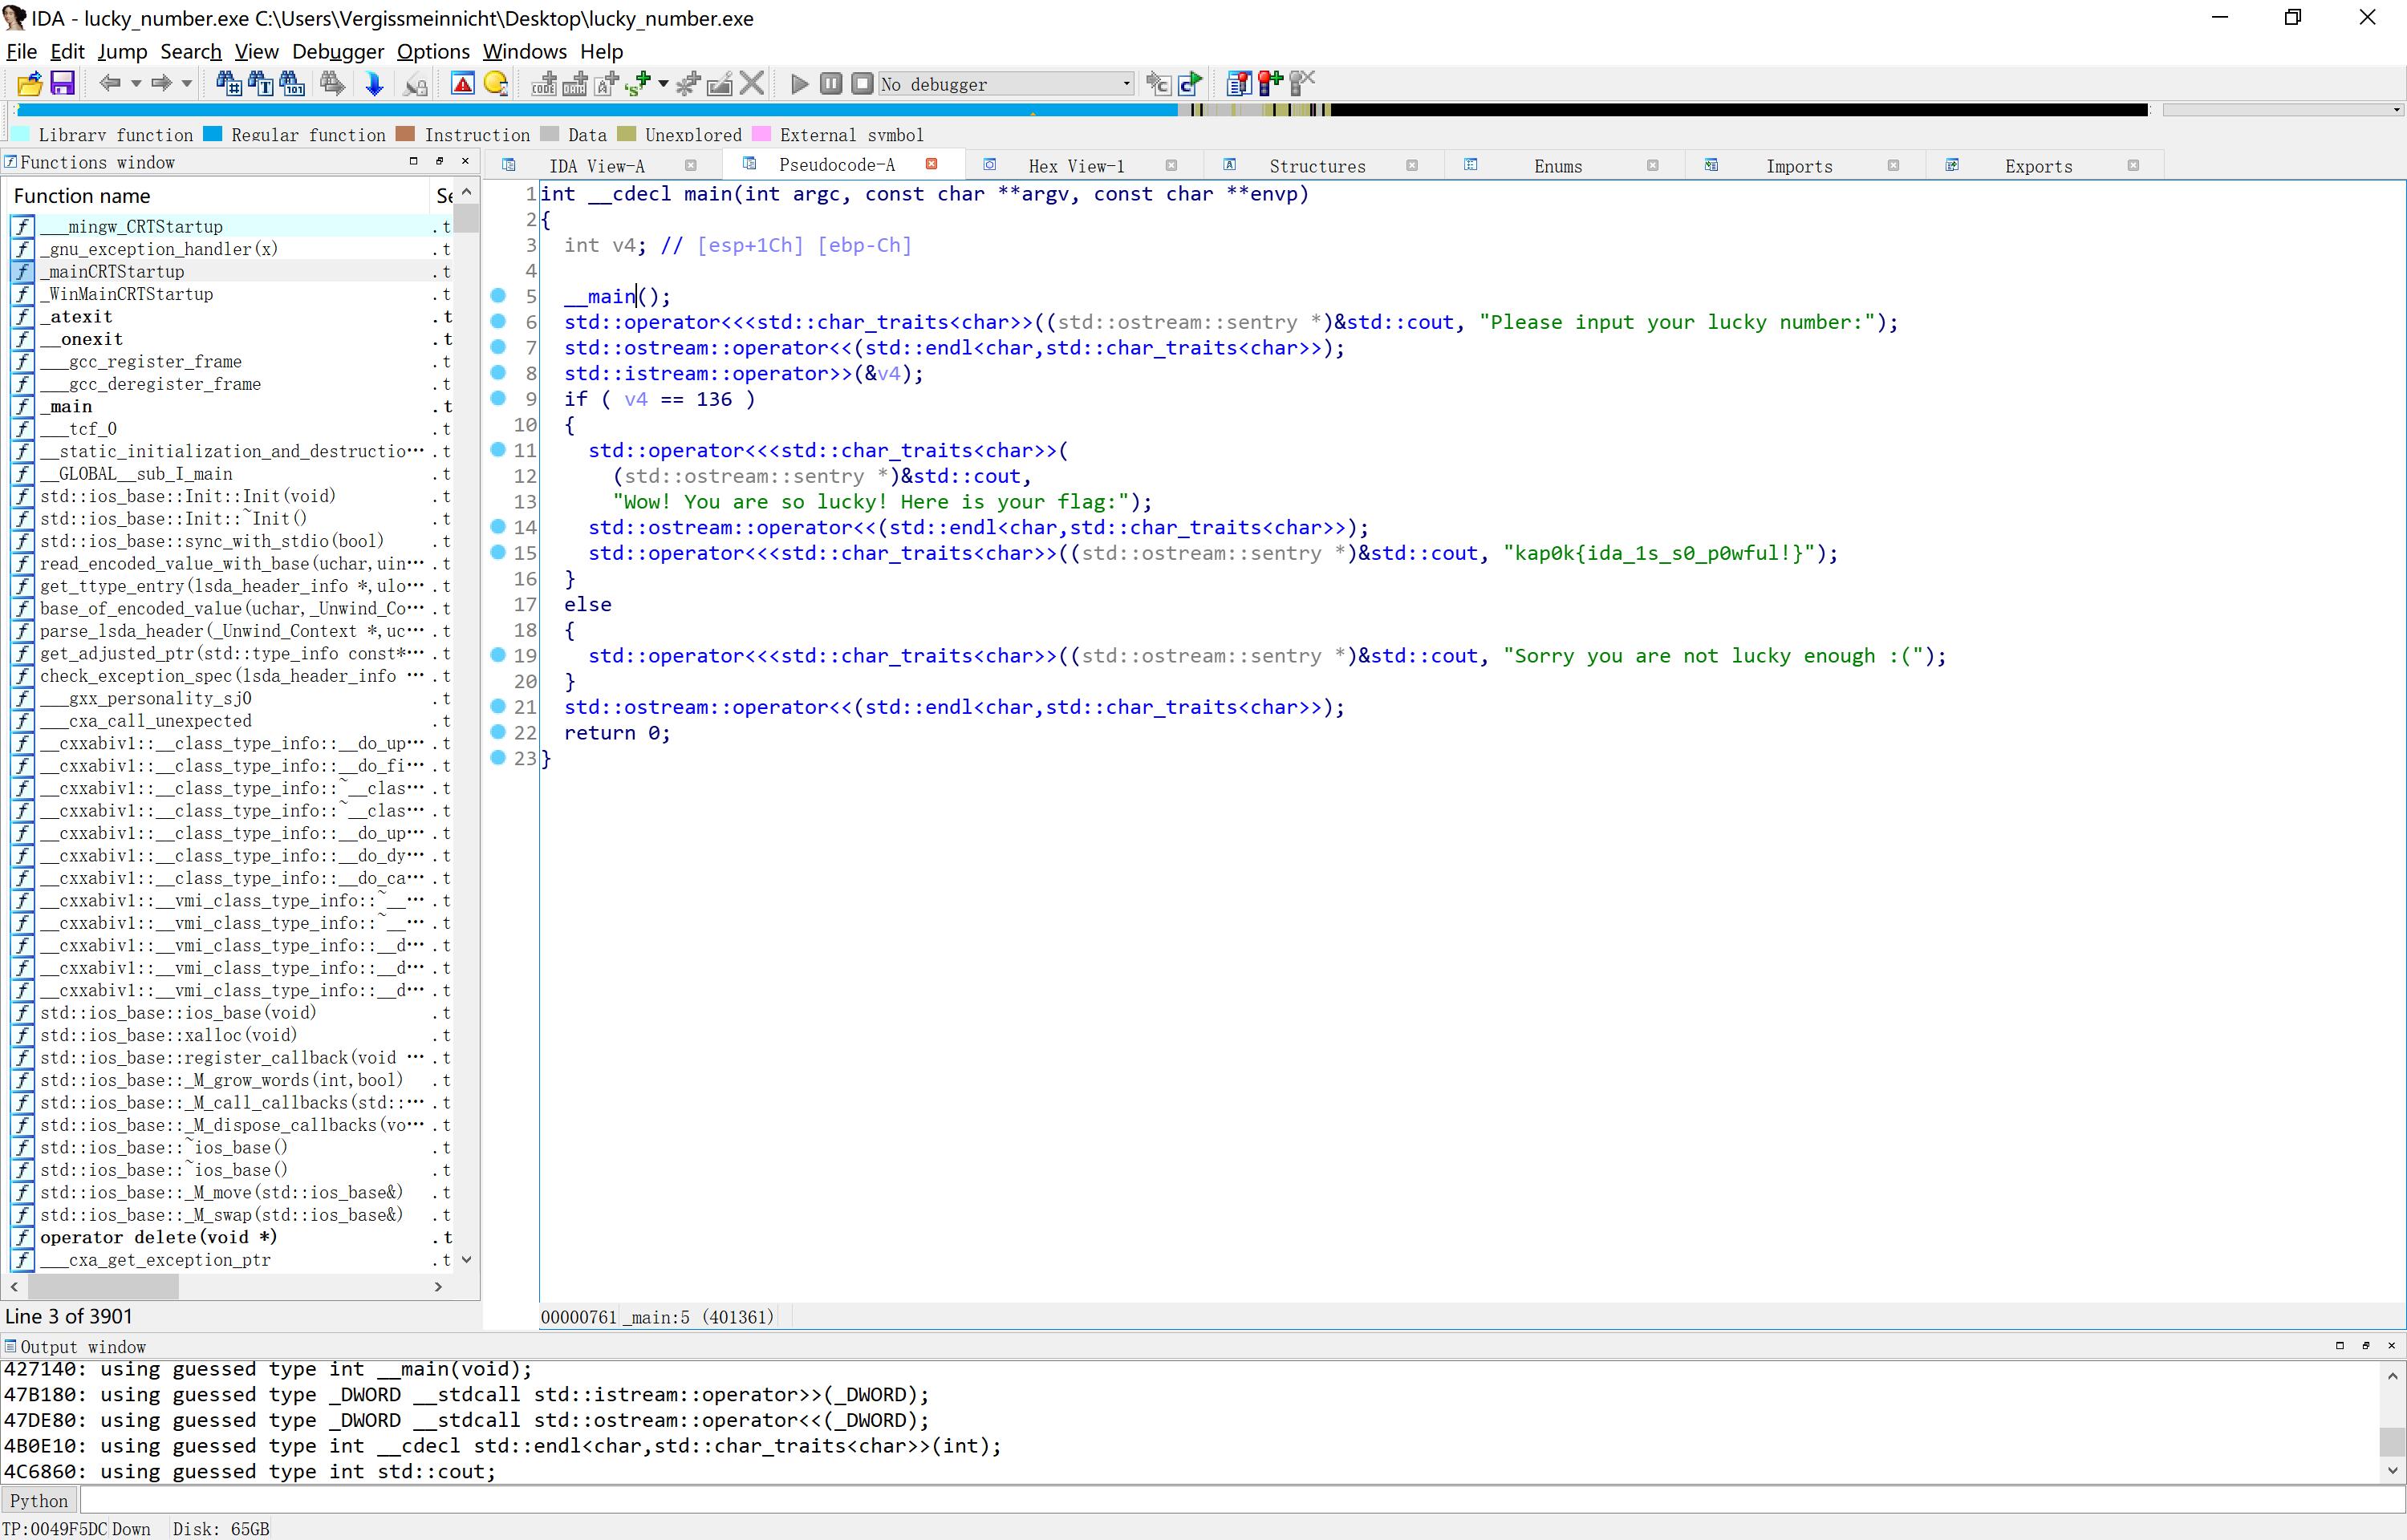 IDA - lucky_number.exe C:\Users\Vergissmeinnicht\Desktop\lucky_number.exe
File Edit Jump Search View Debugger Options Windows Help
No debugger
Library function Regular function Instruction Data Unexplored External symbol
Functions window
IDA View-A Pseudocode-A Hex View-1 Structures Enums Imports Exports
Function name Se
___mingw_CRTStartup .t
_gnu_exception_handler(x) .t
_mainCRTStartup .t
_WinMainCRTStartup .t
_atexit .t
__onexit .t
___gcc_register_frame .t
___gcc_deregister_frame .t
_main .t
___tcf_0 .t
__static_initialization_and_destructio··· .t
__GLOBAL__sub_I_main .t
std::ios_base::Init::Init(void) .t
std::ios_base::Init::~Init() .t
std::ios_base::sync_with_stdio(bool) .t
read_encoded_value_with_base(uchar,uin··· .t
get_ttype_entry(lsda_header_info *,ulo··· .t
base_of_encoded_value(uchar,_Unwind_Co··· .t
parse_lsda_header(_Unwind_Context *,uc··· .t
get_adjusted_ptr(std::type_info const*··· .t
check_exception_spec(lsda_header_info ··· .t
___gxx_personality_sj0 .t
___cxa_call_unexpected .t
__cxxabiv1::__class_type_info::__do_up··· .t
__cxxabiv1::__class_type_info::__do_fi··· .t
__cxxabiv1::__class_type_info::~__clas··· .t
__cxxabiv1::__class_type_info::~__clas··· .t
__cxxabiv1::__class_type_info::__do_up··· .t
__cxxabiv1::__class_type_info::__do_dy··· .t
__cxxabiv1::__class_type_info::__do_ca··· .t
__cxxabiv1::__vmi_class_type_info::~__··· .t
__cxxabiv1::__vmi_class_type_info::~__··· .t
__cxxabiv1::__vmi_class_type_info::__d··· .t
__cxxabiv1::__vmi_class_type_info::__d··· .t
__cxxabiv1::__vmi_class_type_info::__d··· .t
std::ios_base::ios_base(void) .t
std::ios_base::xalloc(void) .t
std::ios_base::register_callback(void ··· .t
std::ios_base::_M_grow_words(int,bool) .t
std::ios_base::_M_call_callbacks(std::··· .t
std::ios_base::_M_dispose_callbacks(vo··· .t
std::ios_base::~ios_base() .t
std::ios_base::~ios_base() .t
std::ios_base::_M_move(std::ios_base&) .t
std::ios_base::_M_swap(std::ios_base&) .t
operator delete(void *) .t
___cxa_get_exception_ptr .t
Line 3 of 3901
1 int __cdecl main(int argc, const char **argv, const char **envp)
2 {
3 int v4; // [esp+1Ch] [ebp-Ch]
4
5 __main();
6 std::operator<<<std::char_traits<char>>((std::ostream::sentry *)&std::cout, "Please input your lucky number:");
7 std::ostream::operator<<(std::endl<char,std::char_traits<char>>);
8 std::istream::operator>>(&v4);
9 if ( v4 == 136 )
10 {
11 std::operator<<<std::char_traits<char>>(
12 (std::ostream::sentry *)&std::cout,
13 "Wow! You are so lucky! Here is your flag:");
14 std::ostream::operator<<(std::endl<char,std::char_traits<char>>);
15 std::operator<<<std::char_traits<char>>((std::ostream::sentry *)&std::cout, "kap0k{ida_1s_s0_p0wful!}");
16 }
17 else
18 {
19 std::operator<<<std::char_traits<char>>((std::ostream::sentry *)&std::cout, "Sorry you are not lucky enough :(");
20 }
21 std::ostream::operator<<(std::endl<char,std::char_traits<char>>);
22 return 0;
23 }
00000761 _main:5 (401361)
Output window
427140: using guessed type int __main(void);
47B180: using guessed type _DWORD __stdcall std::istream::operator>>(_DWORD);
47DE80: using guessed type _DWORD __stdcall std::ostream::operator<<(_DWORD);
4B0E10: using guessed type int __cdecl std::endl<char,std::char_traits<char>>(int);
4C6860: using guessed type int std::cout;
Python
TP:0049F5DC Down Disk: 65GB